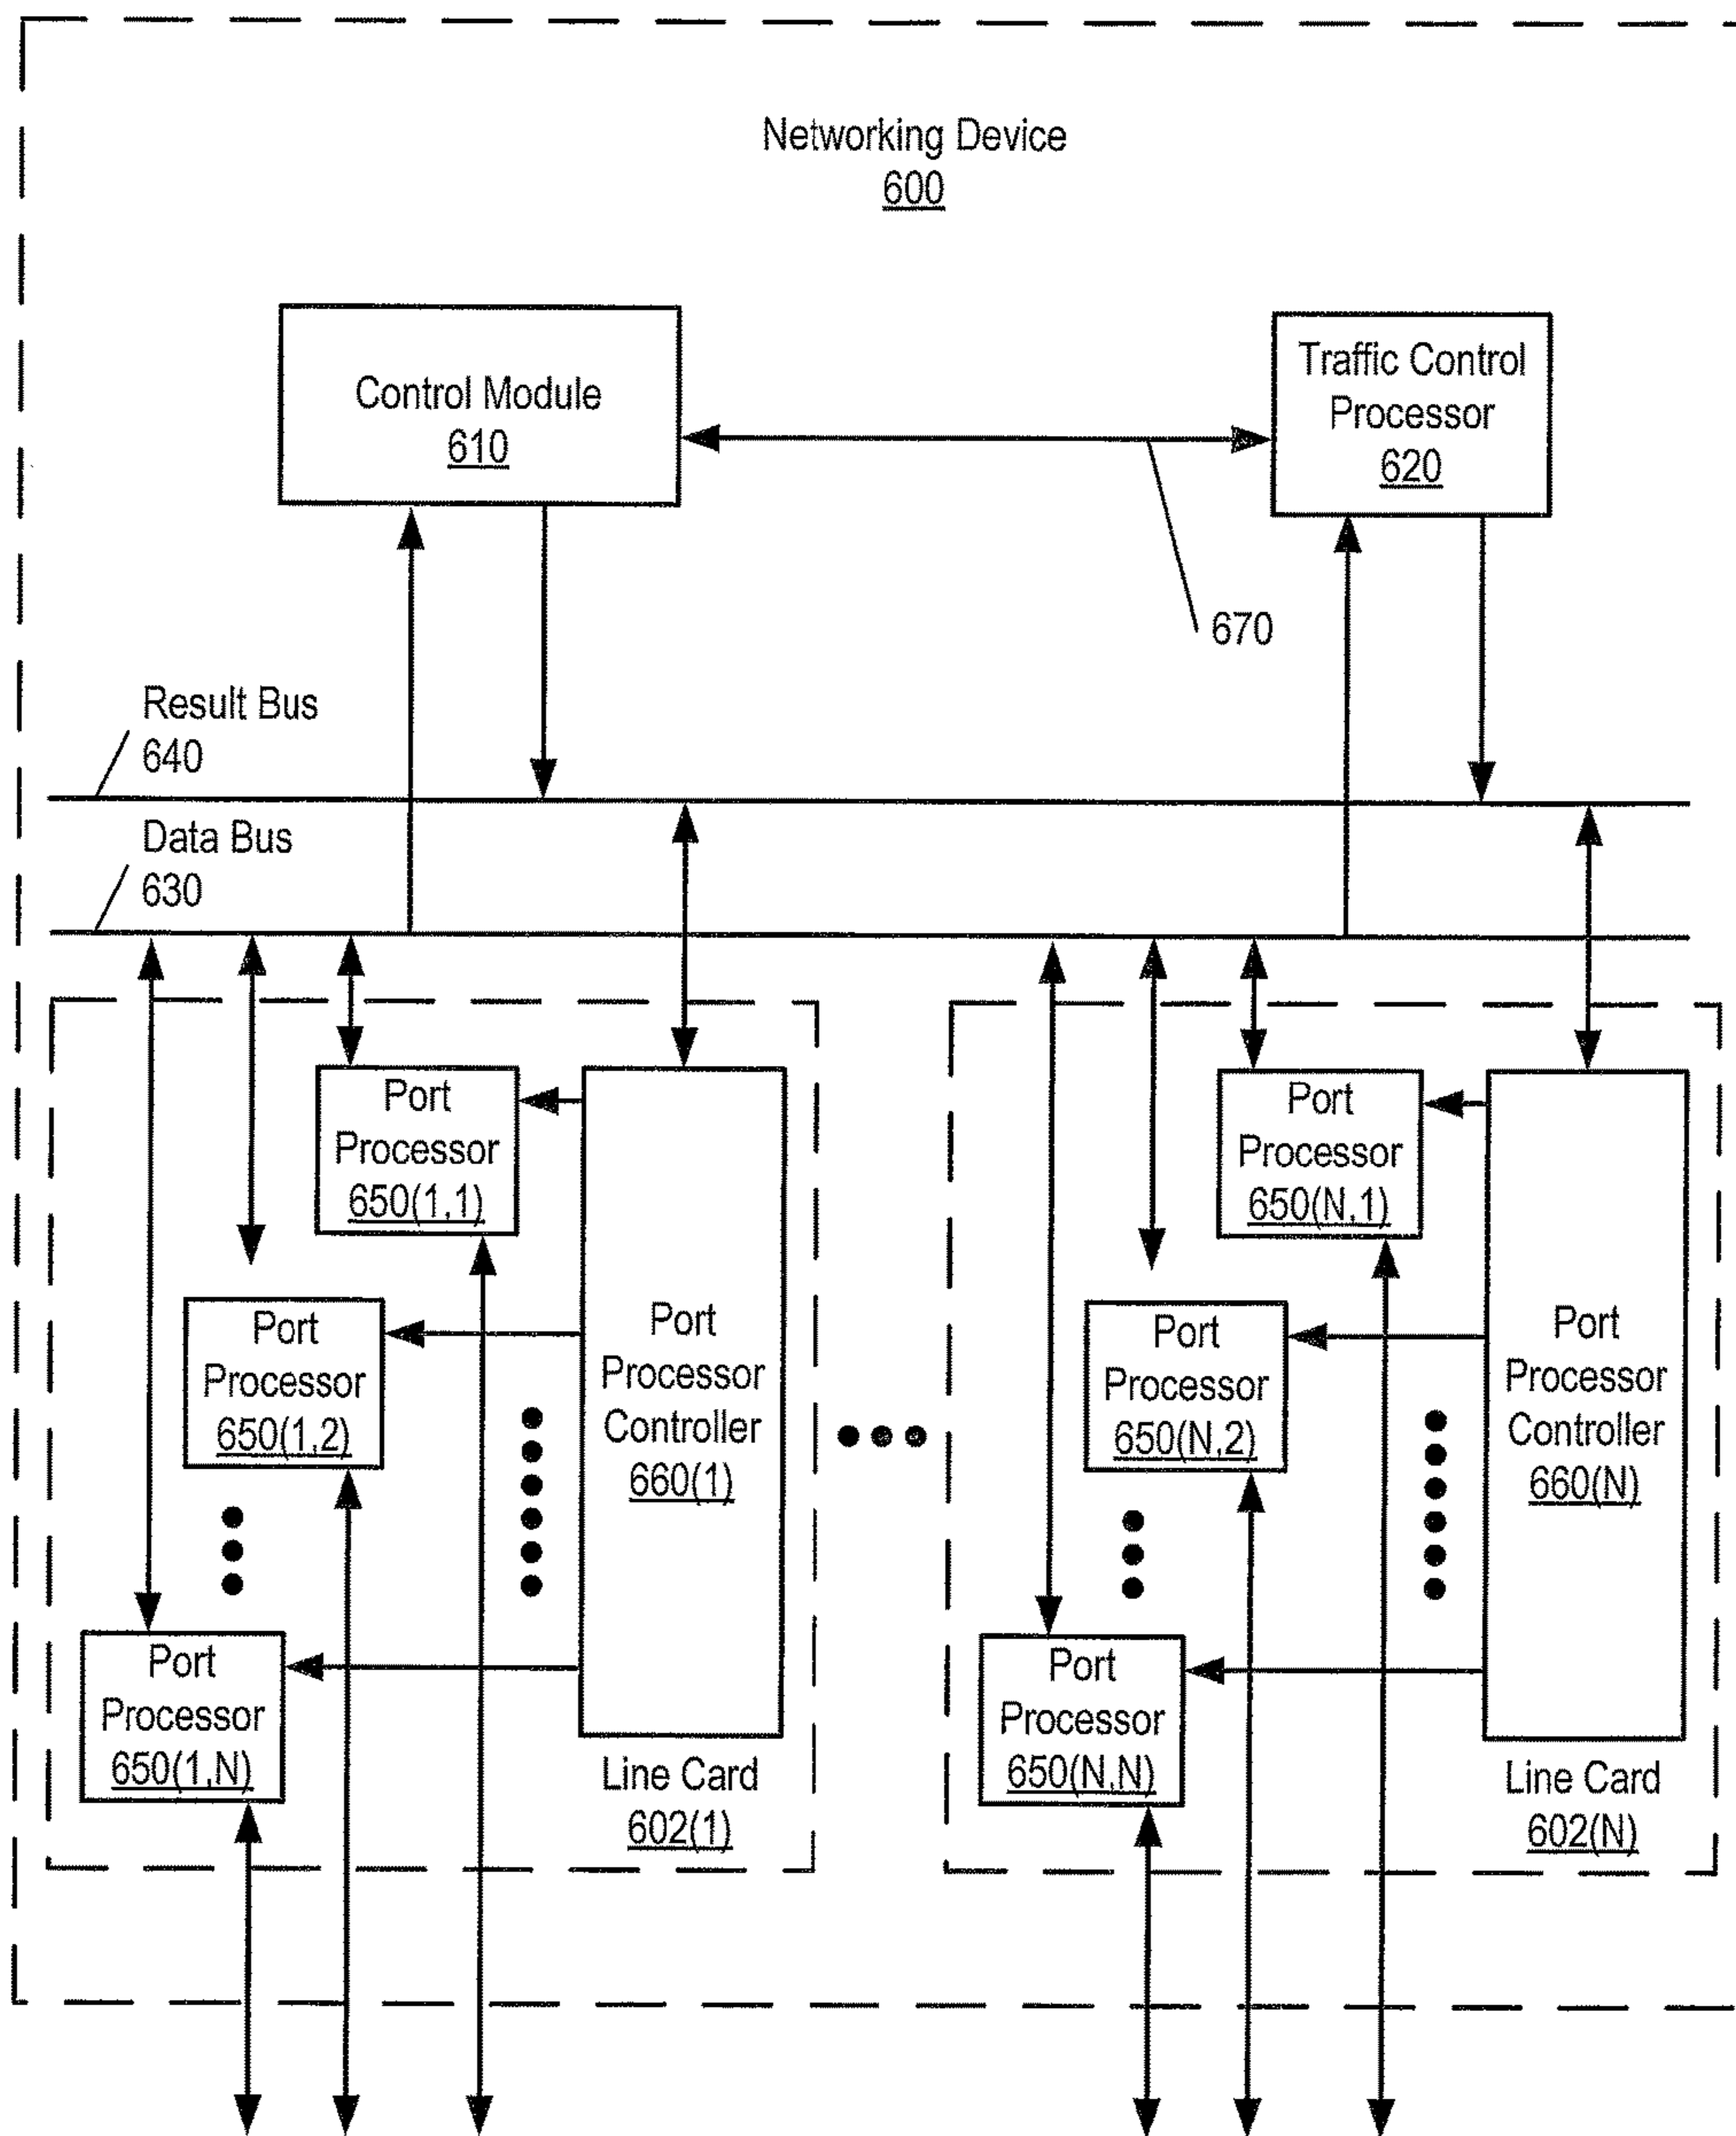 Networking Device
600
Control Module
610
Traffic Control
Processor
620
670
Result Bus
640
Data Bus
630
Port
Processor
650(1,1)
Port
Processor
650(1,2)
Port
Processor
650(1,N)
Port
Processor
Controller
660(1)
Line Card
602(1)
Port
Processor
650(N,1)
Port
Processor
650(N,2)
Port
Processor
650(N,N)
Port
Processor
Controller
660(N)
Line Card
602(N)